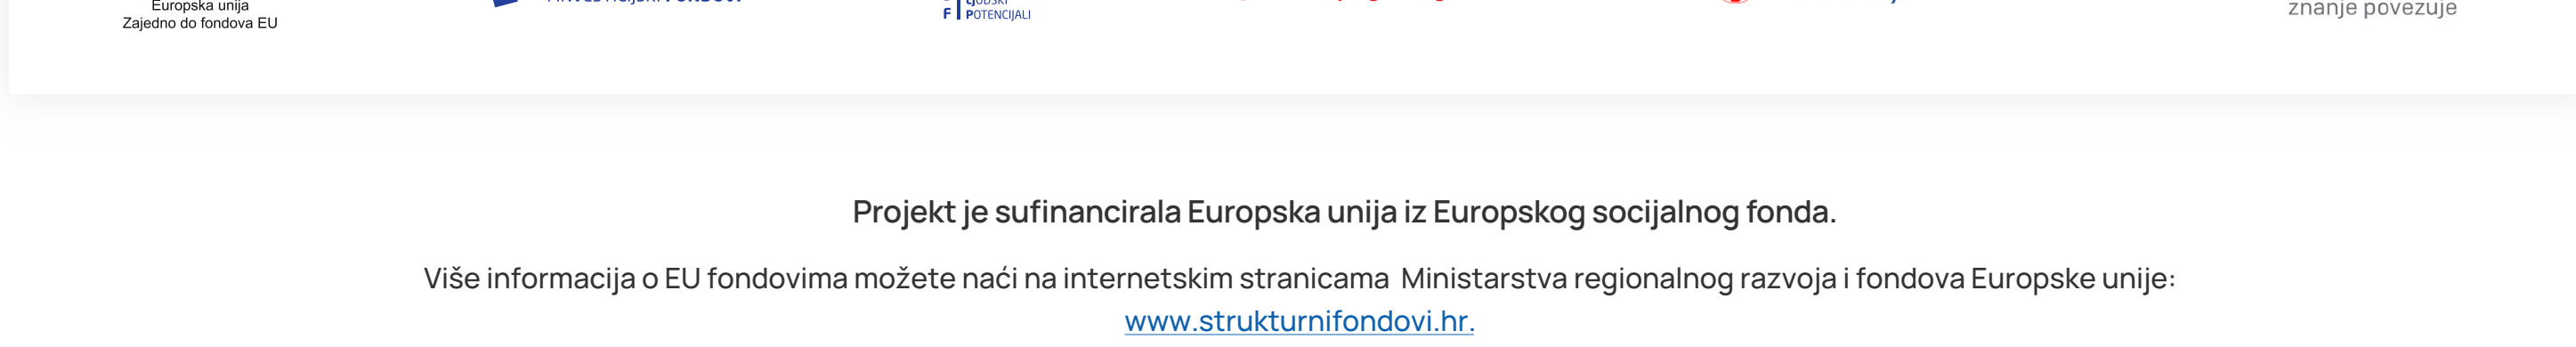 Europska unija
Zajedno do fondova EU
POTENCIJALI
znanje povezuje
Projekt je sufinancirala Europska unija iz Europskog socijalnog fonda.
Više informacija o EU fondovima možete naći na internetskim stranicama Ministarstva regionalnog razvoja i fondova Europske unije:
www.strukturnifondovi.hr.